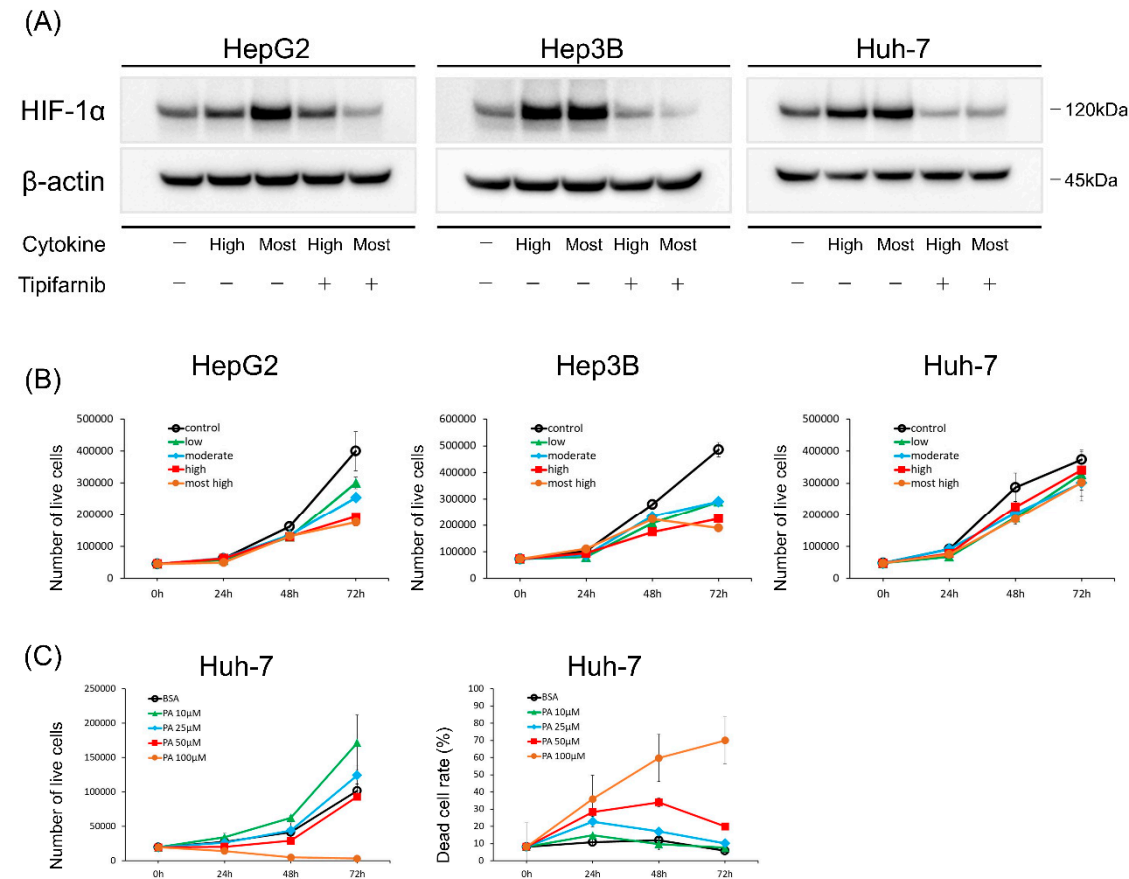 (A)
HepG2 Hep3B Huh-7
HIF-1α −120kDa
β-actin −45kDa
Cytokine − High Most High Most − High Most High Most − High Most High Most
Tipifarnib − − − + + − − − + + − − − + +
(B)
HepG2 Hep3B Huh-7
Number of live cells
500000
400000
300000
200000
100000
0
control
low
moderate
high
most high
0h 24h 48h 72h
Number of live cells
600000
500000
400000
300000
200000
100000
0
control
low
moderate
high
most high
0h 24h 48h 72h
Number of live cells
500000
400000
300000
200000
100000
0
control
low
moderate
high
most high
0h 24h 48h 72h
(C)
Huh-7 Huh-7
Number of live cells
250000
200000
150000
100000
50000
0
BSA
PA 10µM
PA 25µM
PA 50µM
PA 100µM
0h 24h 48h 72h
Dead cell rate (%)
100
90
80
70
60
50
40
30
20
10
0
BSA
PA 10µM
PA 25µM
PA 50µM
PA 100µM
0h 24h 48h 72h